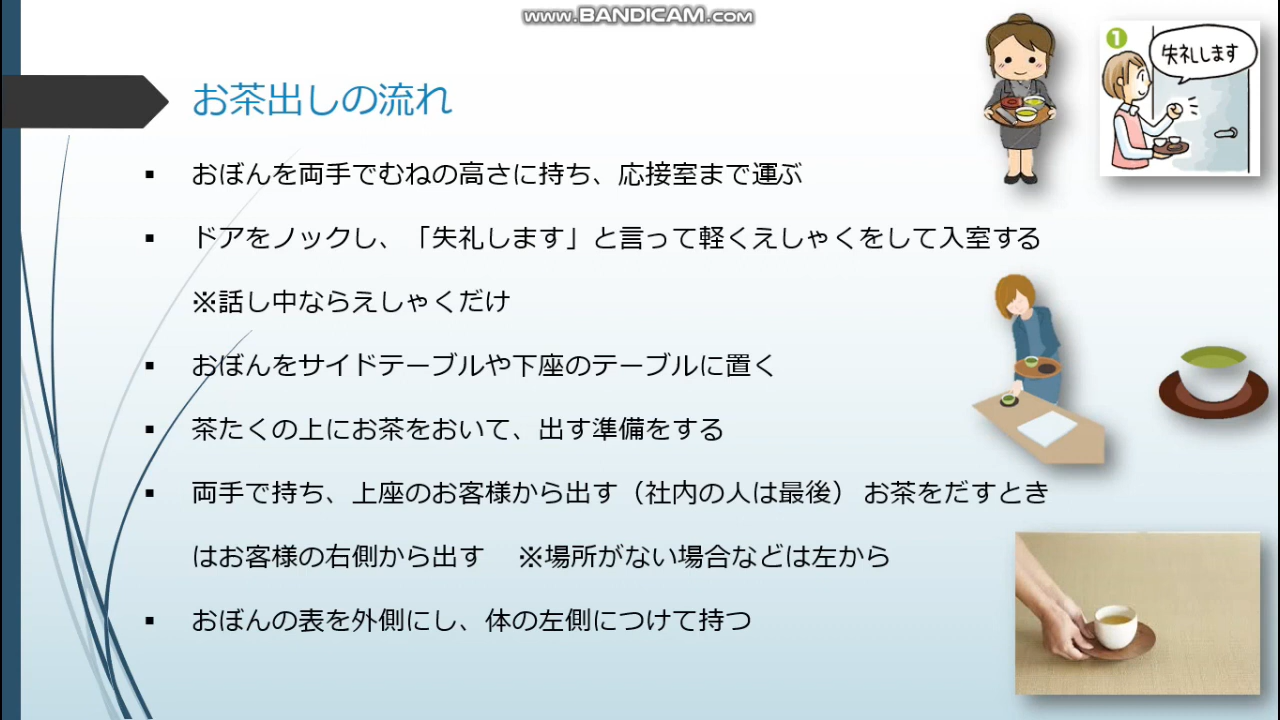 www.BANDICAM.com
お茶出しの流れ
1
失礼します
▪ おぼんを両手でむねの高さに持ち、応接室まで運ぶ
▪ ドアをノックし、「失礼します」と言って軽くえしゃくをして入室する
※話し中ならえしゃくだけ
▪ おぼんをサイドテーブルや下座のテーブルに置く
▪ 茶たくの上にお茶をおいて、出す準備をする
▪ 両手で持ち、上座のお客様から出す（社内の人は最後） お茶をだすとき
はお客様の右側から出す ※場所がない場合などは左から
▪ おぼんの表を外側にし、体の左側につけて持つ